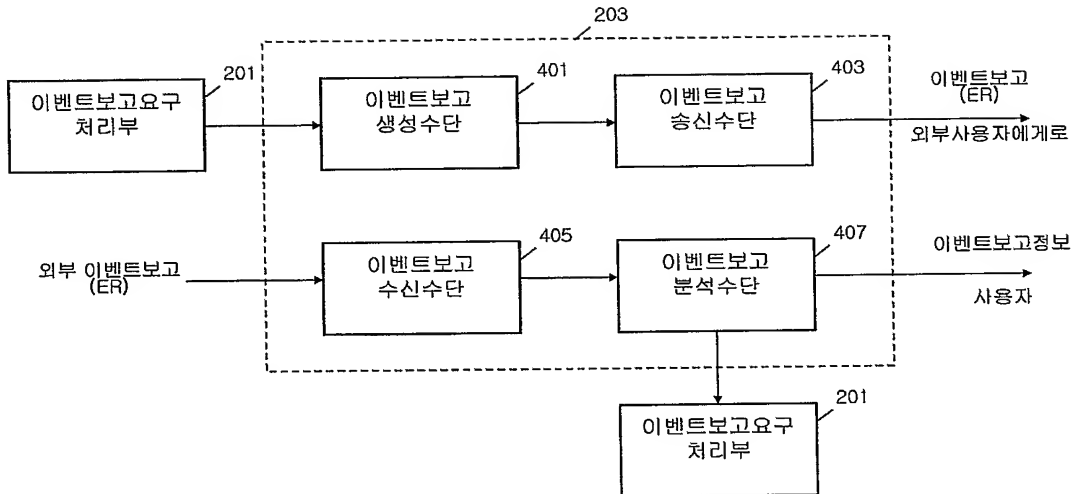 203
201
이벤트보고요구
처리부
401
이벤트보고
생성수단
403
이벤트보고
송신수단
이벤트보고
(ER)
외부사용자에게로
외부 이벤트보고
(ER)
405
이벤트보고
수신수단
407
이벤트보고
분석수단
이벤트보고정보
사용자
201
이벤트보고요구
처리부